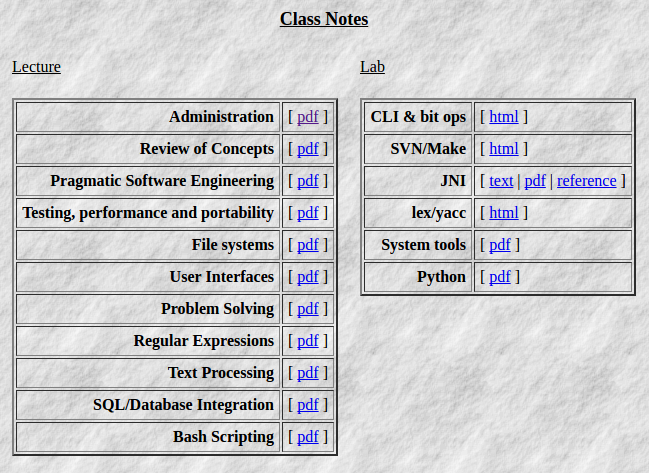 Class Notes
Lecture
Administration [ pdf ]
Review of Concepts [ pdf ]
Pragmatic Software Engineering [ pdf ]
Testing, performance and portability [ pdf ]
File systems [ pdf ]
User Interfaces [ pdf ]
Problem Solving [ pdf ]
Regular Expressions [ pdf ]
Text Processing [ pdf ]
SQL/Database Integration [ pdf ]
Bash Scripting [ pdf ]
Lab
CLI & bit ops [ html ]
SVN/Make [ html ]
JNI [ text | pdf | reference ]
lex/yacc [ html ]
System tools [ pdf ]
Python [ pdf ]